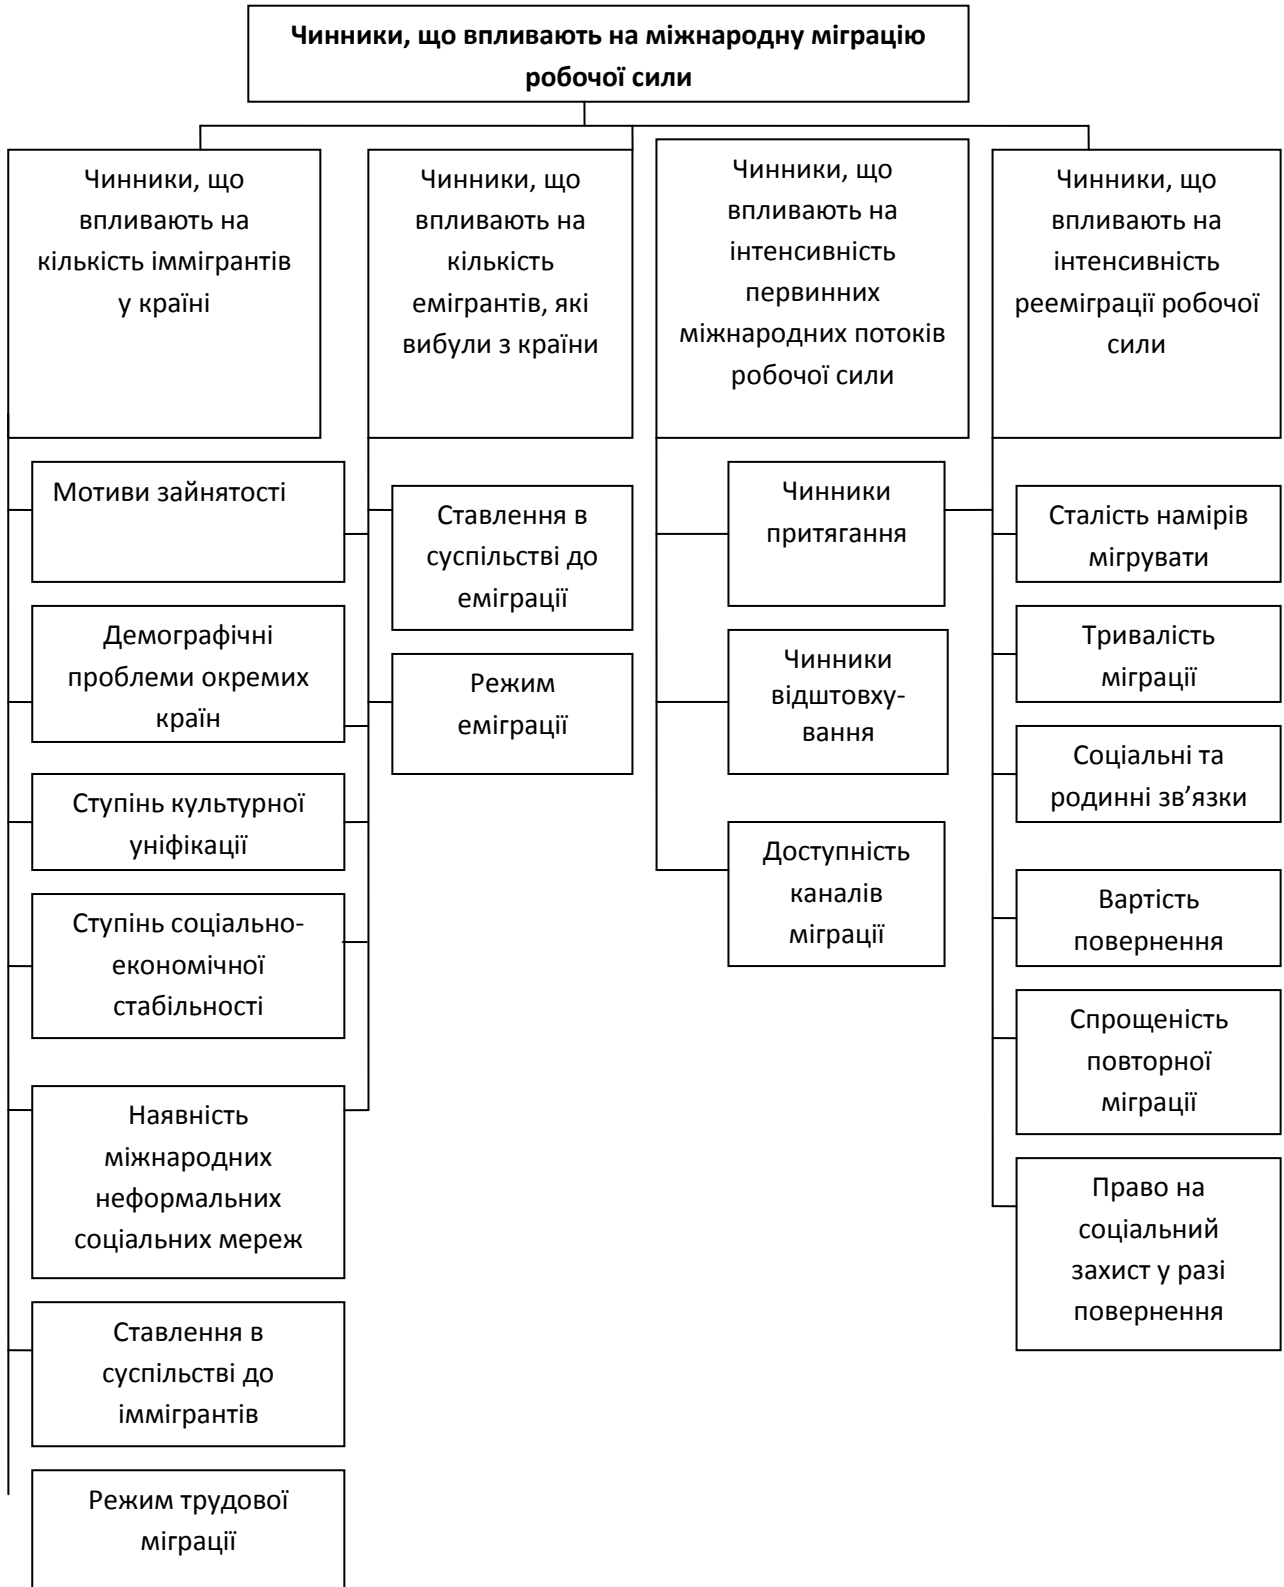 Чинники, що впливають на міжнародну міграцію
робочої сили
Чинники, що
впливають на
кількість іммігрантів
у країні
Чинники, що
впливають на
кількість
емігрантів, які
вибули з країни
Чинники, що
впливають на
інтенсивність
первинних
міжнародних потоків
робочої сили
Чинники, що
впливають на
інтенсивність
рееміграції робочої
сили
Мотиви зайнятості
Демографічні
проблеми окремих
країн
Ступінь культурної
уніфікації
Ступінь соціально-
економічної
стабільності
Наявність
міжнародних
неформальних
соціальних мереж
Ставлення в
суспільстві до
іммігрантів
Режим трудової
міграції
Ставлення в
суспільстві до
еміграції
Режим
еміграції
Чинники
притягання
Чинники
відштовху-
вання
Доступність
каналів
міграції
Сталість намірів
мігрувати
Тривалість
міграції
Соціальні та
родинні зв’язки
Вартість
повернення
Спрощеність
повторної
міграції
Право на
соціальний
захист у разі
повернення